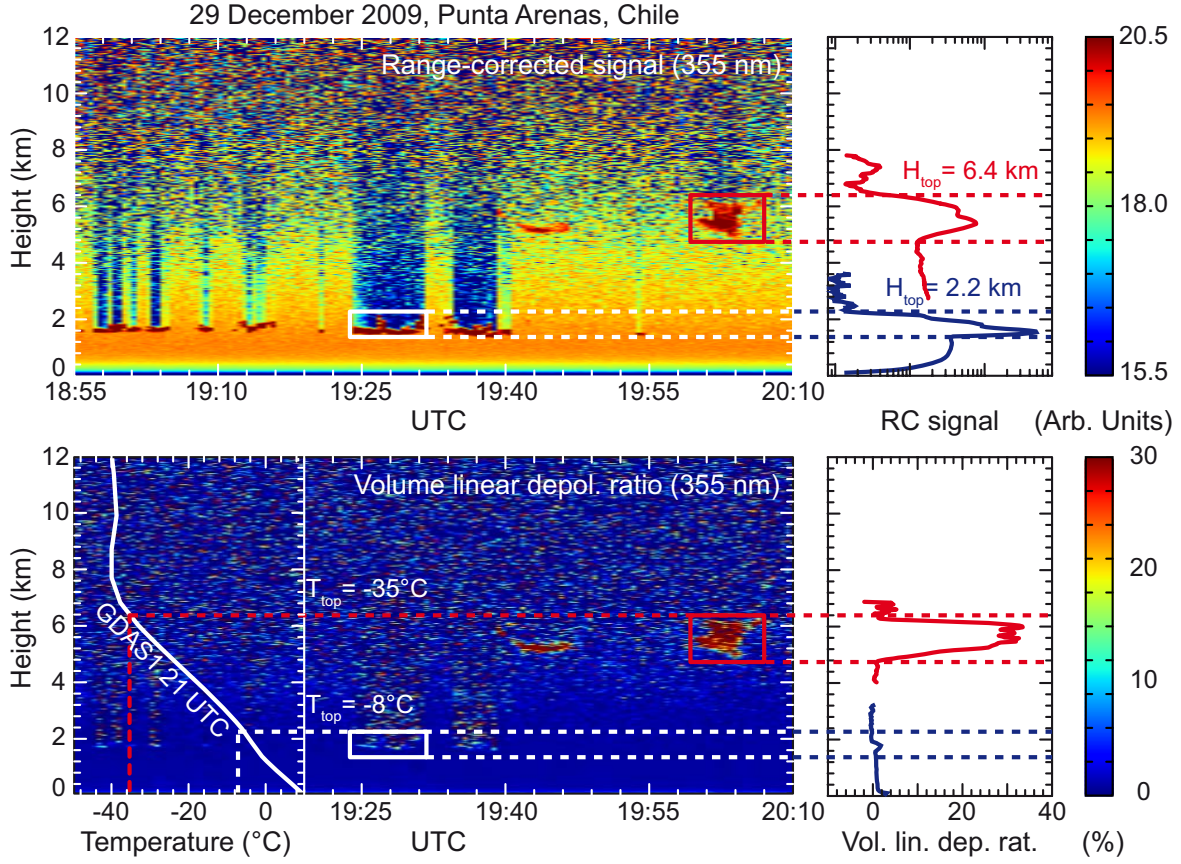 29 December 2009, Punta Arenas, Chile
Range-corrected signal (355 nm)
Height (km)
12
10
8
6
4
2
0
18:55 19:10 19:25 19:40 19:55 20:10
UTC
H_top = 6.4 km
H_top = 2.2 km
RC signal
20.5
18.0
15.5
(Arb. Units)
Volume linear depol. ratio (355 nm)
Height (km)
12
10
8
6
4
2
0
GDAS1 21 UTC
T_top = -35°C
T_top = -8°C
-40 -20 0
Temperature (°C)
19:25 19:40 19:55 20:10
UTC
0 10 20 30 40
Vol. lin. dep. rat.
30
20
10
0
(%)